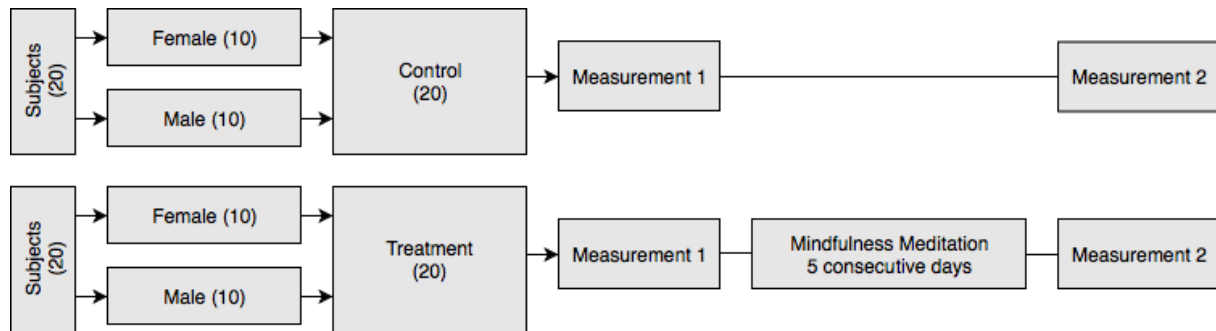 Subjects
(20)
Female (10)
Male (10)
Control
(20)
Measurement 1
Measurement 2
Subjects
(20)
Female (10)
Male (10)
Treatment
(20)
Measurement 1
Mindfulness Meditation
5 consecutive days
Measurement 2